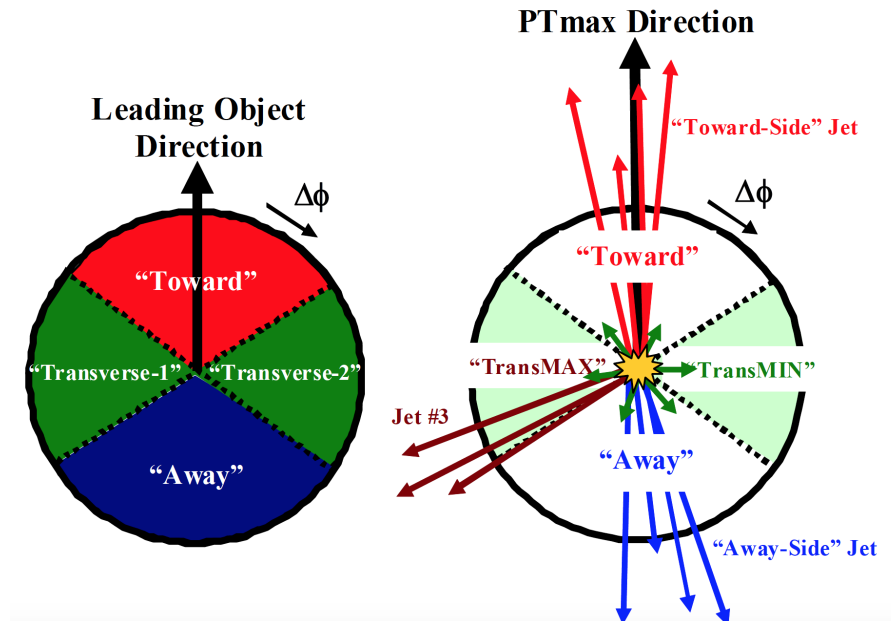 Leading Object
Direction
Δϕ
“Toward”
“Transverse-1”
“Transverse-2”
“Away”
PTmax Direction
“Toward-Side” Jet
Δϕ
“Toward”
“TransMAX”
“TransMIN”
Jet #3
“Away”
“Away-Side” Jet